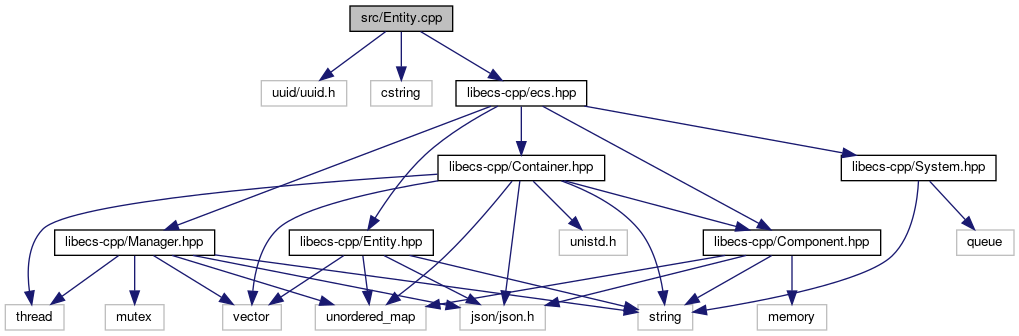 src/Entity.cpp
uuid/uuid.h
cstring
libecs-cpp/ecs.hpp
libecs-cpp/Container.hpp
libecs-cpp/System.hpp
libecs-cpp/Manager.hpp
libecs-cpp/Entity.hpp
unistd.h
libecs-cpp/Component.hpp
queue
thread
mutex
vector
unordered_map
json/json.h
string
memory